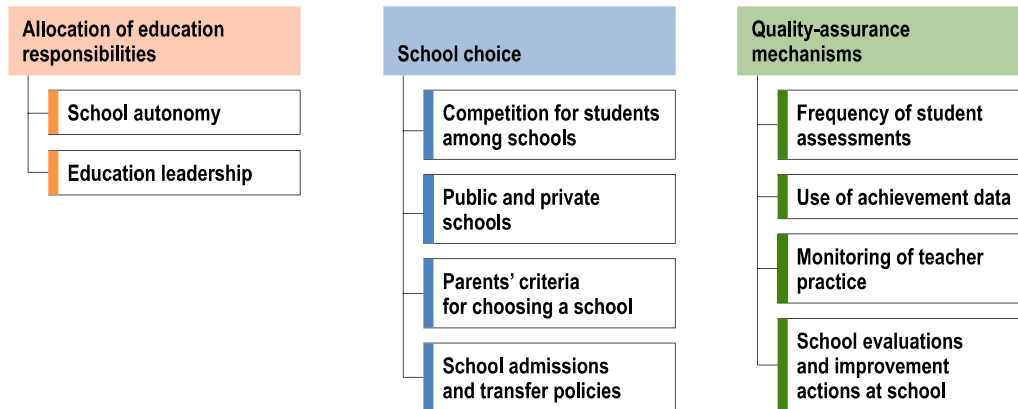 Allocation of education
responsibilities
School autonomy
Education leadership
School choice
Competition for students
among schools
Public and private
schools
Parents’ criteria
for choosing a school
School admissions
and transfer policies
Quality-assurance
mechanisms
Frequency of student
assessments
Use of achievement data
Monitoring of teacher
practice
School evaluations
and improvement
actions at school